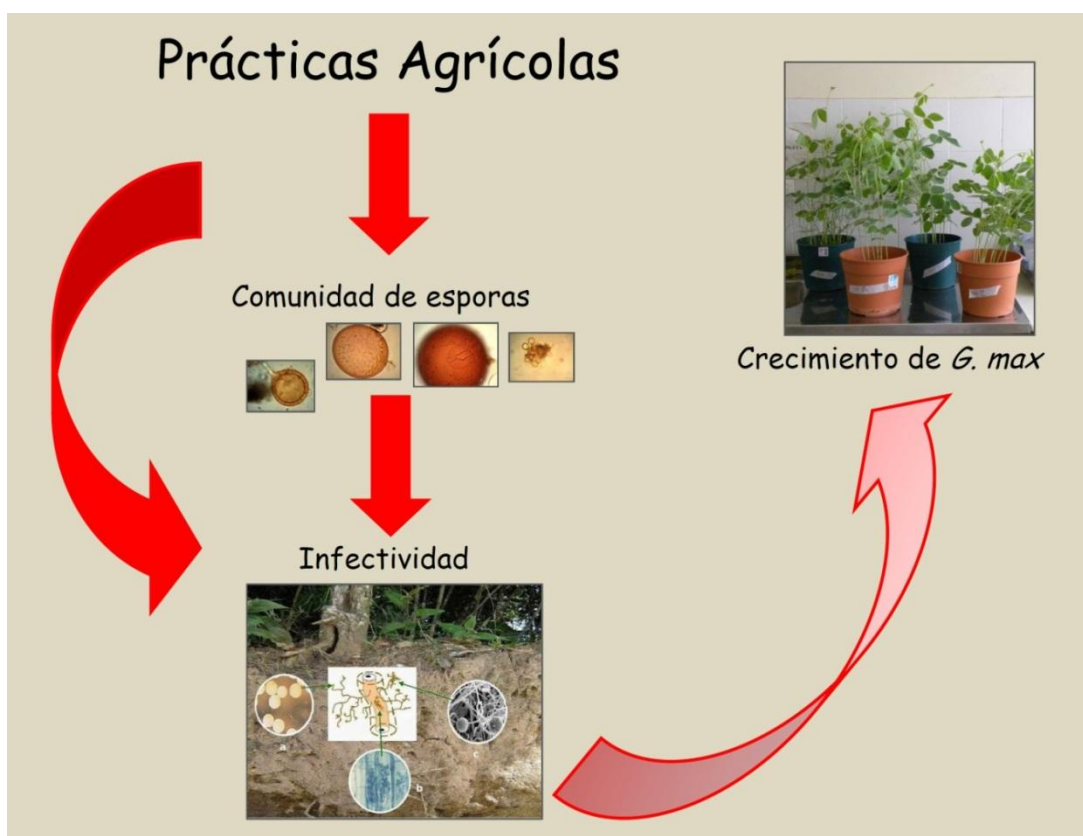 Prácticas Agrícolas
Comunidad de esporas
Crecimiento de G. max
Infectividad
a
c
b